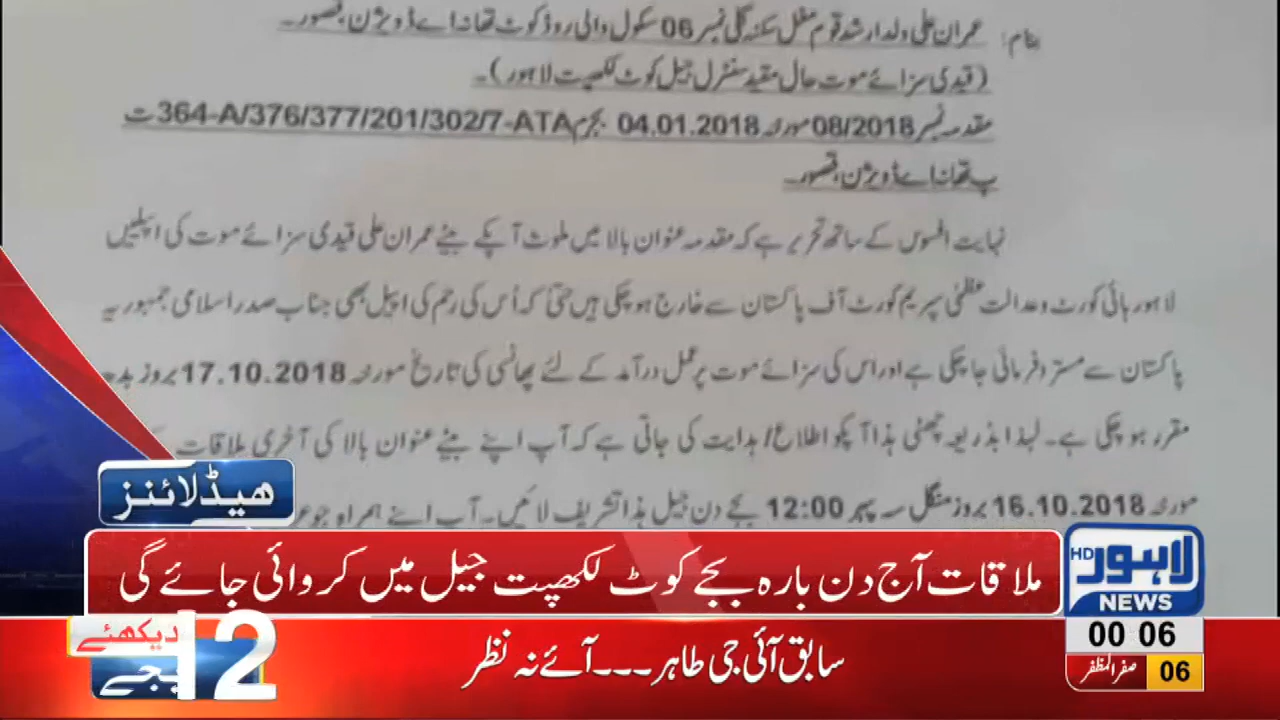 بنام: عمران علی ولد ارشد قوم مغل سکنہ گلی نمبر 06 سکول والی روڈ کوٹ تھانہ اے ڈویژن، قصور۔
(قیدی سزائے موت حال مقید سنٹرل جیل کوٹ لکھپت لاہور)۔
مقدمہ نمبر 08/2018 مورخہ 04.01.2018 بجرم 364-A/376/377/201/302/7-ATA ت
پ تھانہ اے ڈویژن، قصور۔
نہایت افسوس کے ساتھ تحریر ہے کہ مقدمہ عنوان بالا میں ملوث آپکے بیٹے عمران علی قیدی سزائے موت کی اپیلیں
لاہور ہائی کورٹ و عدالت عظمیٰ سپریم کورٹ آف پاکستان سے خارج ہو چکی ہیں حتیٰ کہ اُس کی رحم کی اپیل بھی جناب صدر اسلامی جمہوریہ
پاکستان سے مسترد فرمائی جا چکی ہے اور اس کی سزائے موت پر عمل درآمد کے لئے پھانسی کی تاریخ مورخہ 17.10.2018 بروز بدھ
مقرر ہو چکی ہے۔ لہٰذا بذریعہ چٹھی ہذا آپکو اطلاع/ہدایت کی جاتی ہے کہ آپ اپنے بیٹے عنوان بالا کی آخری ملاقات
مورخہ 16.10.2018 بروز منگل سہ پہر 12:00 بجے دن جیل ہذا تشریف لائیں۔ آپ اپنے ہمراہ جو
ھیڈلائنز
ملاقات آج دن بارہ بجے کوٹ لکھپت جیل میں کروائی جائے گی
لاہور HD
NEWS
00 06
06 صفر المظفر
سابق آئی جی طاہر۔۔۔آئے نہ نظر
دیکھئے
12 بجے